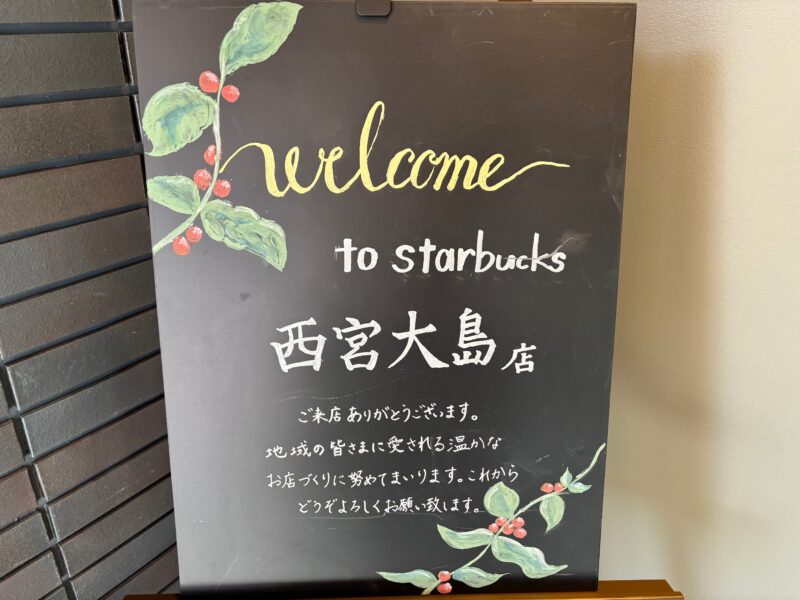 welcome
to starbucks
西宮大島店
ご来店ありがとうございます。
地域の皆さまに愛される温かな
お店づくりに努めてまいります。これから
どうぞよろしくお願い致します。